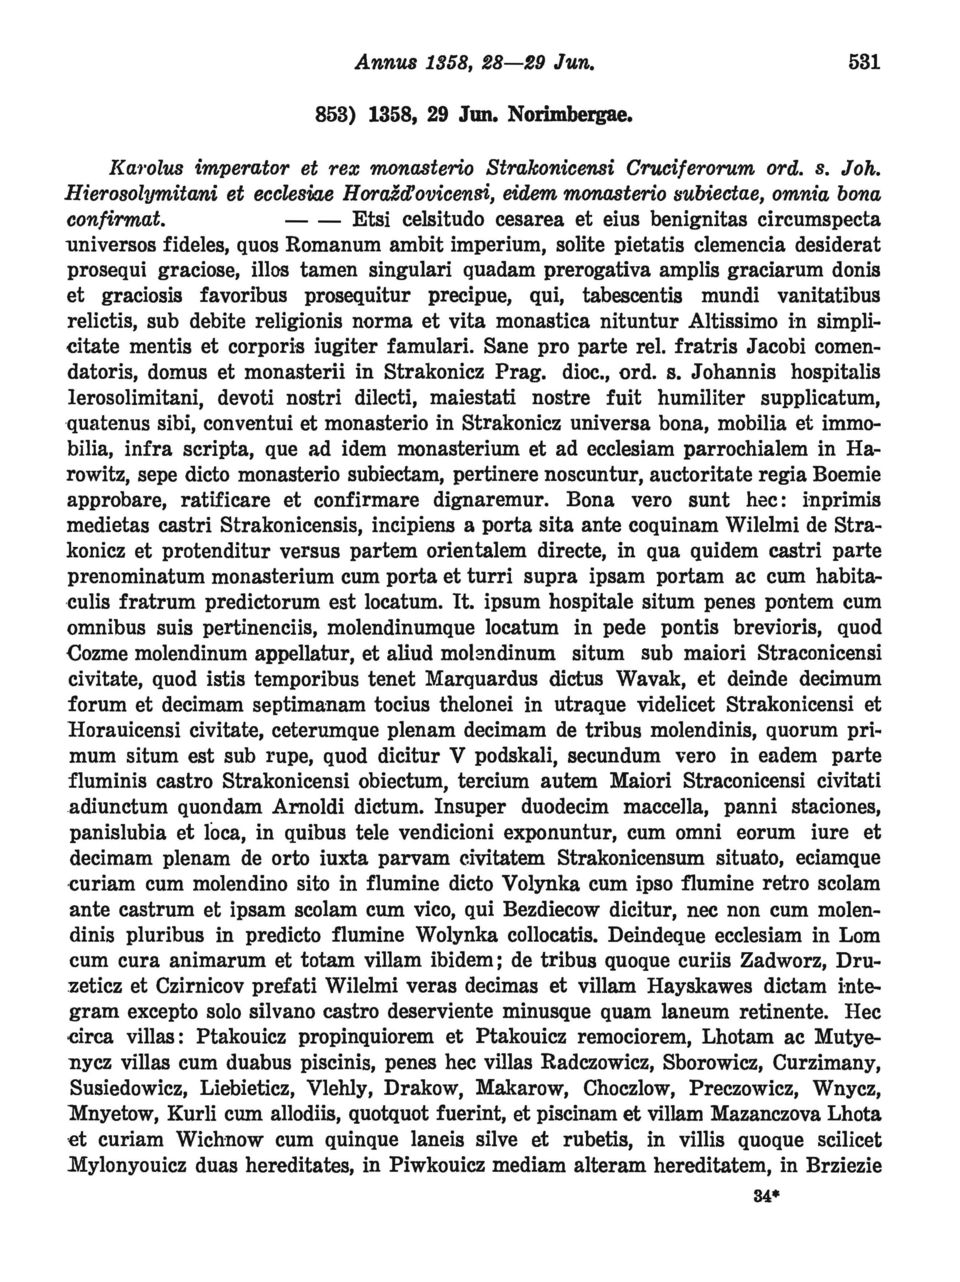 Annus 1358, 28—29 Jun. 531
853) 1358, 29 Jun. Norimbergae.
Karolus imperator et rex monasterio Strakonicensi Cruciferorum ord. s. Joh.
Hierosolymitani et ecclesiae Horažďovicensi, eidem monasterio subiectae, omnia bona
confirmat. — — Etsi celsitudo cesarea et eius benignitas circumspecta
universos fideles, quos Romanum ambit imperium, solite pietatis clemencia desiderat
prosequi graciose, illos tamen singulari quadam prerogativa amplis graciarum donis
et graciosis favoribus prosequitur precipue, qui, tabescentis mundi vanitatibus
relictis, sub debite religionis norma et vita monastica nituntur Altissimo in simpli-
citate mentis et corporis iugiter famulari. Sane pro parte rel. fratris Jacobi comen-
datoris, domus et monasterii in Strakonicz Prag. dioc., ord. s. Johannis hospitalis
Ierosolimitani, devoti nostri dilecti, maiestati nostre fuit humiliter supplicatum,
quatenus sibi, conventui et monasterio in Strakonicz universa bona, mobilia et immo-
bilia, infra scripta, que ad idem monasterium et ad ecclesiam parrochialem in Ha-
rowitz, sepe dicto monasterio subiectam, pertinere noscuntur, auctoritate regia Boemie
approbare, ratificare et confirmare dignaremur. Bona vero sunt hec: inprimis
medietas castri Strakonicensis, incipiens a porta sita ante coquinam Wilelmi de Stra-
konicz et protenditur versus partem orientalem directe, in qua quidem castri parte
prenominatum monasterium cum porta et turri supra ipsam portam ac cum habita-
culis fratrum predictorum est locatum. It. ipsum hospitale situm penes pontem cum
omnibus suis pertinenciis, molendinumque locatum in pede pontis brevioris, quod
Cozme molendinum appellatur, et aliud molendinum situm sub maiori Straconicensi
civitate, quod istis temporibus tenet Marquardus dictus Wavak, et deinde decimum
forum et decimam septimanam tocius thelonei in utraque videlicet Strakonicensi et
Horauicensi civitate, ceterumque plenam decimam de tribus molendinis, quorum pri-
mum situm est sub rupe, quod dicitur V podskali, secundum vero in eadem parte
fluminis castro Strakonicensi obiectum, tercium autem Maiori Straconicensi civitati
adiunctum quondam Arnoldi dictum. Insuper duodecim maccella, panni staciones,
panislubia et loca, in quibus tele vendicioni exponuntur, cum omni eorum iure et
decimam plenam de orto iuxta parvam civitatem Strakonicensum situato, eciamque
curiam cum molendino sito in flumine dicto Volynka cum ipso flumine retro scolam
ante castrum et ipsam scolam cum vico, qui Bezdiecow dicitur, nec non cum molen-
dinis pluribus in predicto flumine Wolynka collocatis. Deindeque ecclesiam in Lom
cum cura animarum et totam villam ibidem; de tribus quoque curiis Zadworz, Dru-
zeticz et Czirnicov prefati Wilelmi veras decimas et villam Hayskawes dictam inte-
gram excepto solo silvano castro deserviente minusque quam laneum retinente. Hec
circa villas: Ptakouicz propinquiorem et Ptakouicz remociorem, Lhotam ac Mutye-
nycz villas cum duabus piscinis, penes hec villas Radczowicz, Sborowicz, Curzimany,
Susiedowicz, Liebieticz, Vlehly, Drakow, Makarow, Choczlow, Preczowicz, Wnycz,
Mnyetow, Kurli cum allodiis, quotquot fuerint, et piscinam et villam Mazanczova Lhota
et curiam Wichnow cum quinque laneis silve et rubetis, in villis quoque scilicet
Mylonyouicz duas hereditates, in Piwkouicz mediam alteram hereditatem, in Brziezie
34*